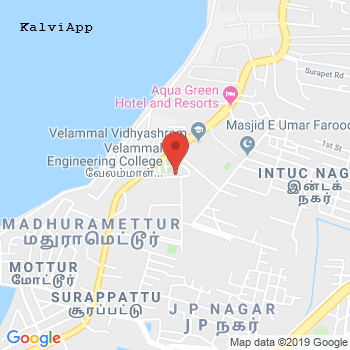 KalviApp
Surapet Rd
Aqua Green
Hotel and Resorts
Velammal Vidhyashram
Masjid E Umar Farooq
1st St
Velammal
Engineering College
வேலம்மாள்...
INTUC NAG
இன்டக்
நகர்
MADHURAMETTUR
மதுராமெட்டூர்
MOTTUR
மோட்டூர்
SURAPPATTU
சூரப்பட்டு
J P NAGAR
J P நகர்
Google
Map data ©2019 Google